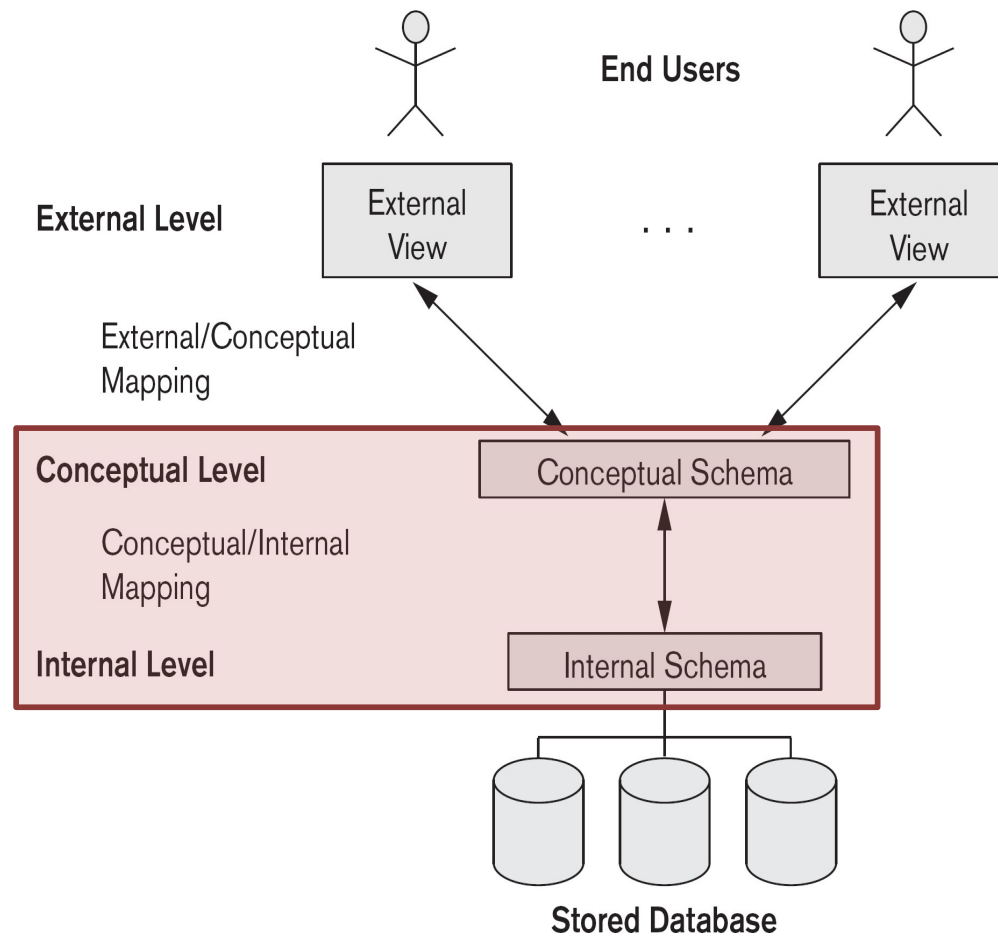 End Users
External Level
External
View
. . .
External
View
External/Conceptual
Mapping
Conceptual Level
Conceptual Schema
Conceptual/Internal
Mapping
Internal Level
Internal Schema
Stored Database